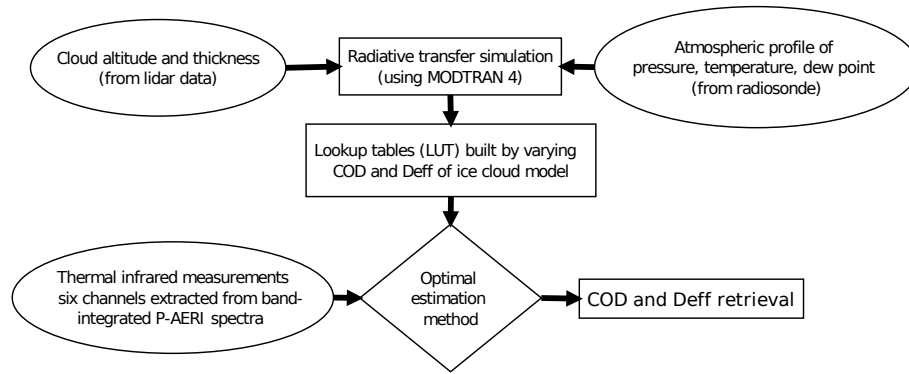 Cloud altitude and thickness
(from lidar data)
Radiative transfer simulation
(using MODTRAN 4)
Atmospheric profile of
pressure, temperature, dew point
(from radiosonde)
Lookup tables (LUT) built by varying
COD and Deff of ice cloud model
Thermal infrared measurements
six channels extracted from band-
integrated P-AERI spectra
Optimal
estimation
method
COD and Deff retrieval